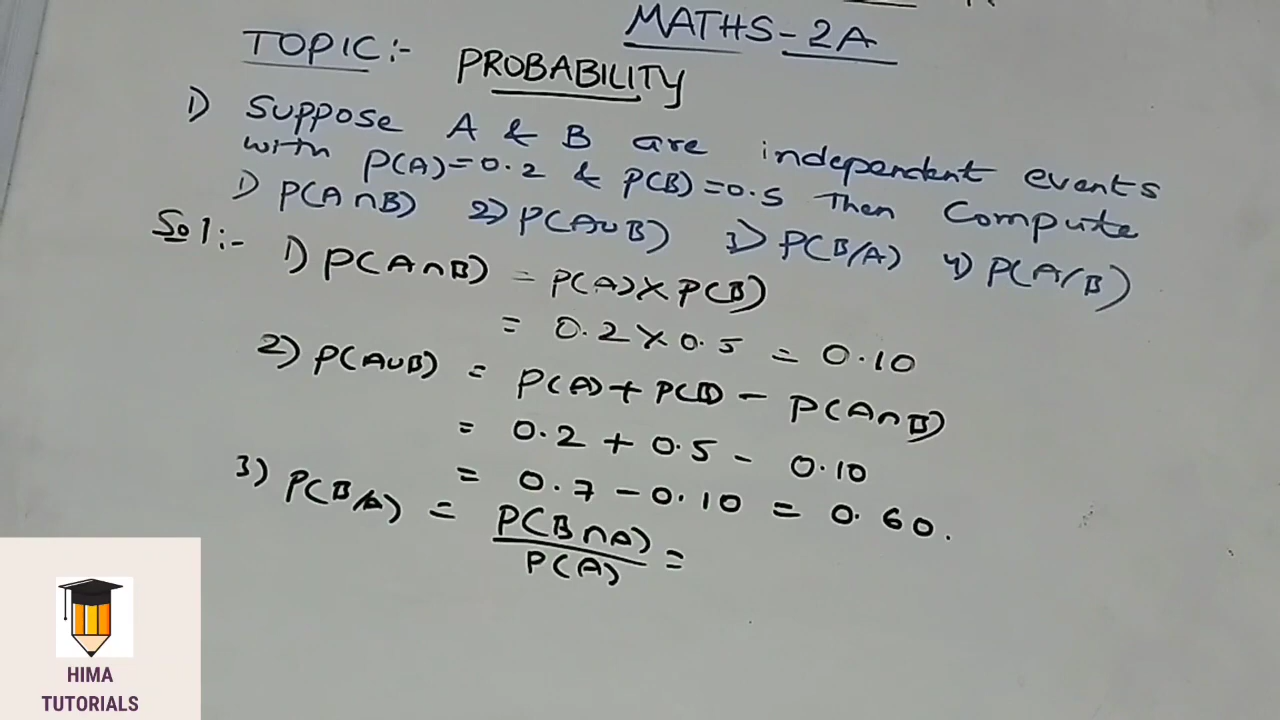 MATHS-2A
TOPIC:- PROBABILITY
1) Suppose A & B are independent events
with P(A)=0.2 & P(B)=0.5 Then Compute
1) P(A∩B) 2) P(A∪B) 3) P(B/A) 4) P(A/B)
Sol:- 1) P(A∩B) = P(A)×P(B)
= 0.2×0.5 = 0.10
2) P(A∪B) = P(A)+P(B) - P(A∩B)
= 0.2 + 0.5 - 0.10
= 0.7 - 0.10 = 0.60.
3) P(B/A) = P(B∩A)
P(A) =
HIMA
TUTORIALS